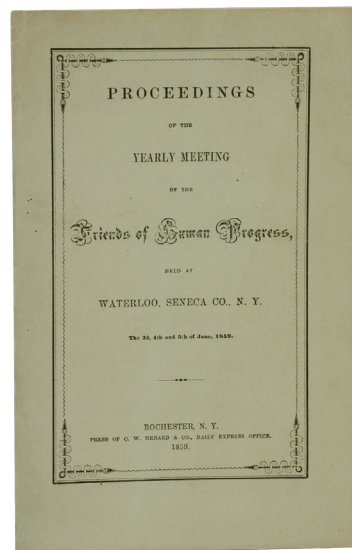 PROCEEDINGS
OF THE
YEARLY MEETING
OF THE
Friends of Human Progress,
HELD AT
WATERLOO, SENECA CO., N. Y.
The 3d, 4th and 5th of June, 1859.
ROCHESTER, N. Y.
PRESS OF C. W. HEBARD & CO., DAILY EXPRESS OFFICE.
1859.